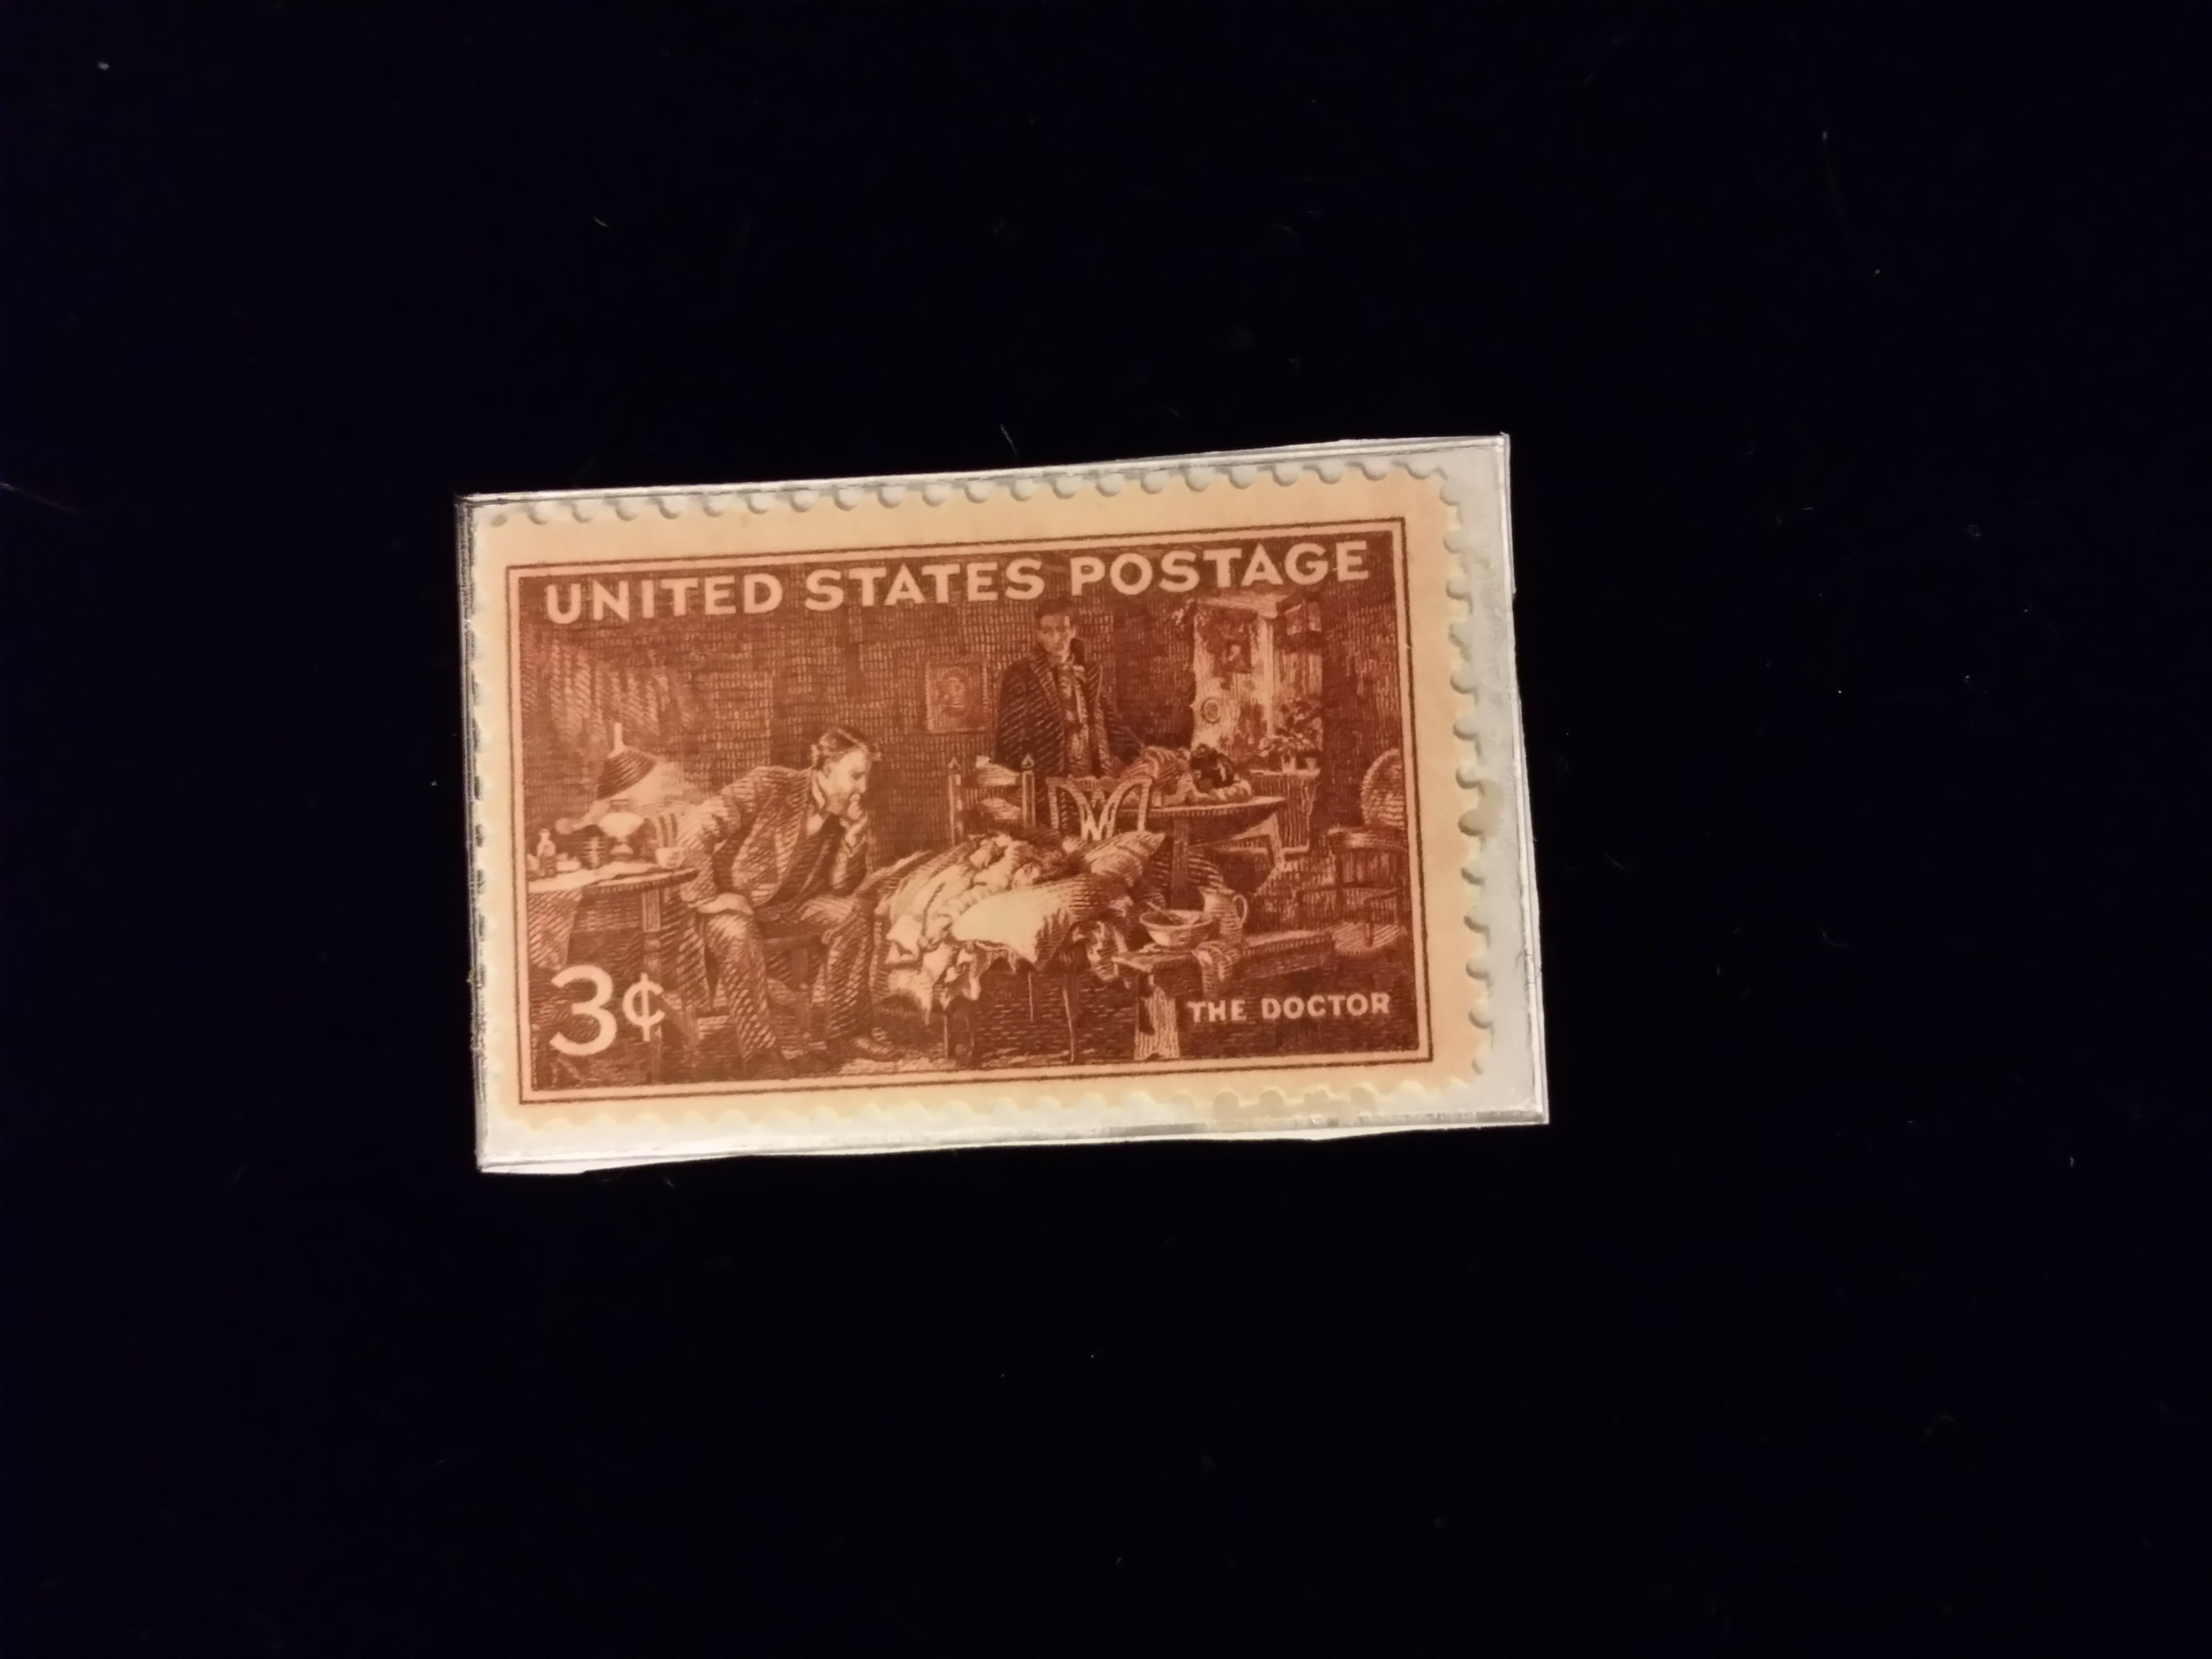 UNITED STATES POSTAGE
3¢
THE DOCTOR